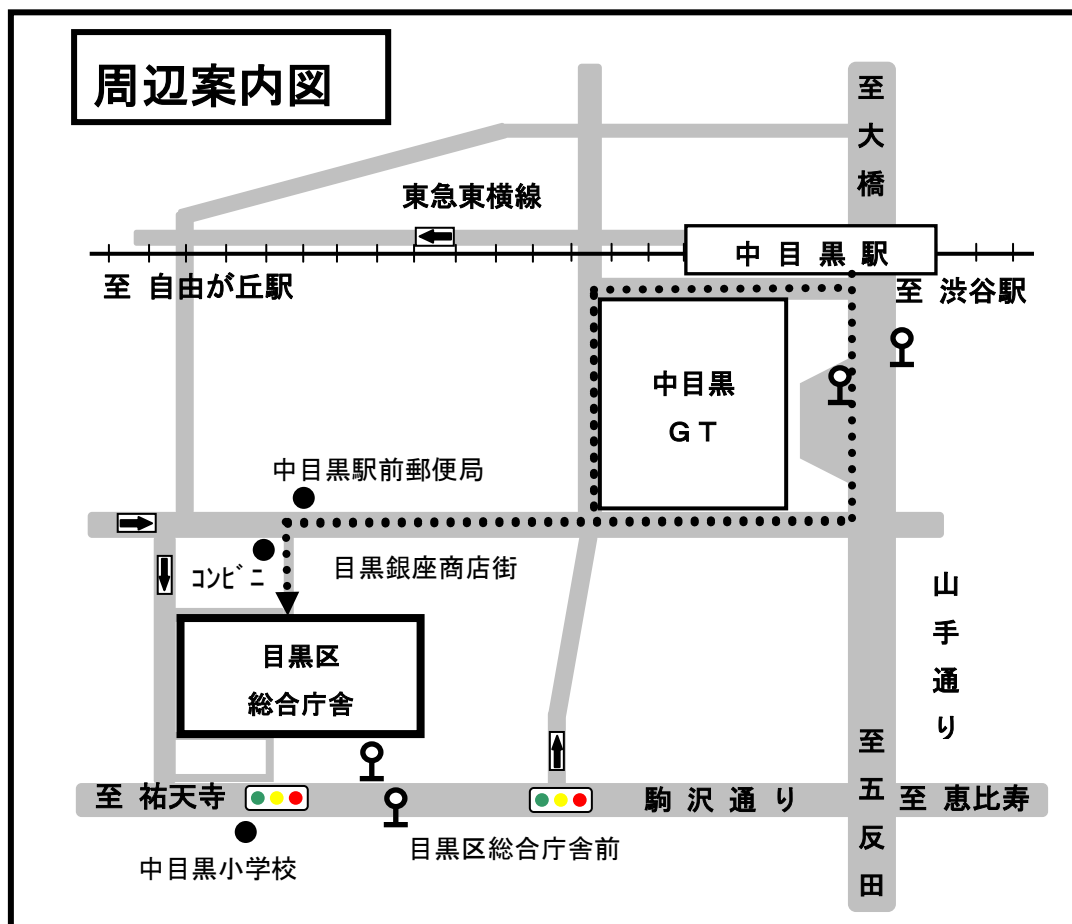 周辺案内図
至大橋
東急東横線
中目黒駅
至 自由が丘駅
至 渋谷駅
中目黒
GT
中目黒駅前郵便局
コンビニ
目黒銀座商店街
山手通り
目黒区
総合庁舎
至 祐天寺
駒沢通り
至五反田
至 恵比寿
目黒区総合庁舎前
中目黒小学校